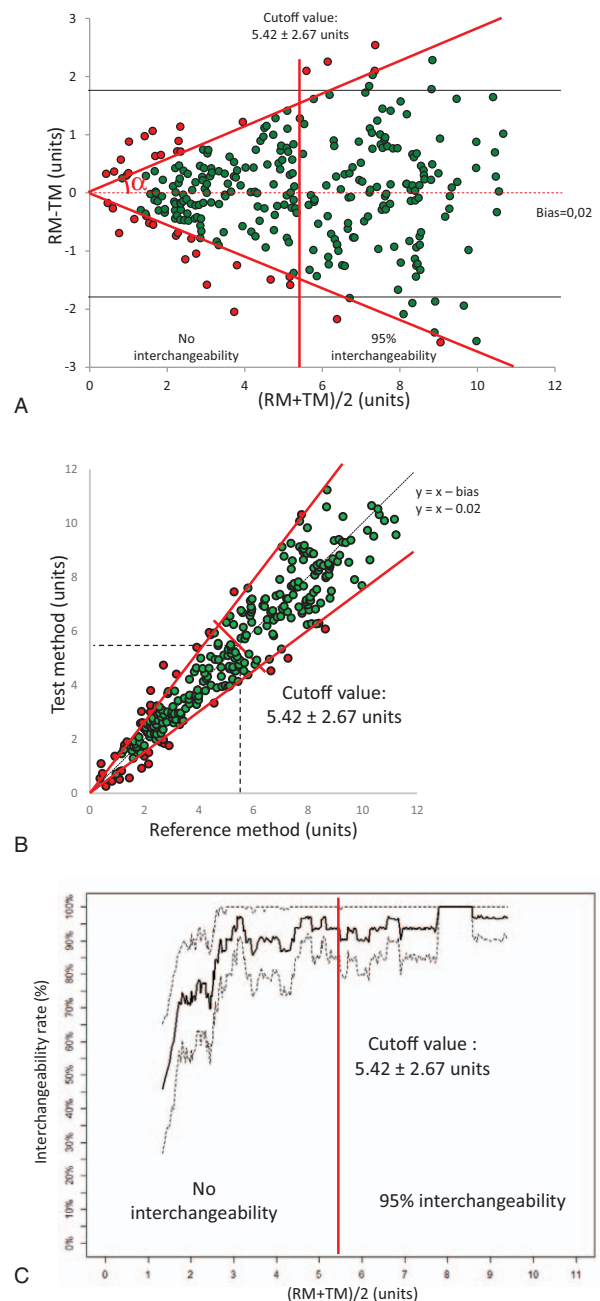 Cutoff value:
5.42 ± 2.67 units
3
2
1
0
-1
-2
-3
RM-TM (units)
α
Bias=0,02
No
interchangeability
95%
interchangeability
0
2
4
6
8
10
12
(RM+TM)/2 (units)
A
12
10
8
6
4
2
0
Test method (units)
y = x – bias
y = x – 0.02
Cutoff value:
5.42 ± 2.67 units
0
2
4
6
8
10
12
Reference method (units)
B
100%
90%
80%
70%
60%
50%
40%
30%
20%
10%
0%
Interchangeability rate (%)
Cutoff value :
5.42 ± 2.67 units
No
interchangeability
95% interchangeability
0
1
2
3
4
5
6
7
8
9
10
11
(RM+TM)/2 (units)
C